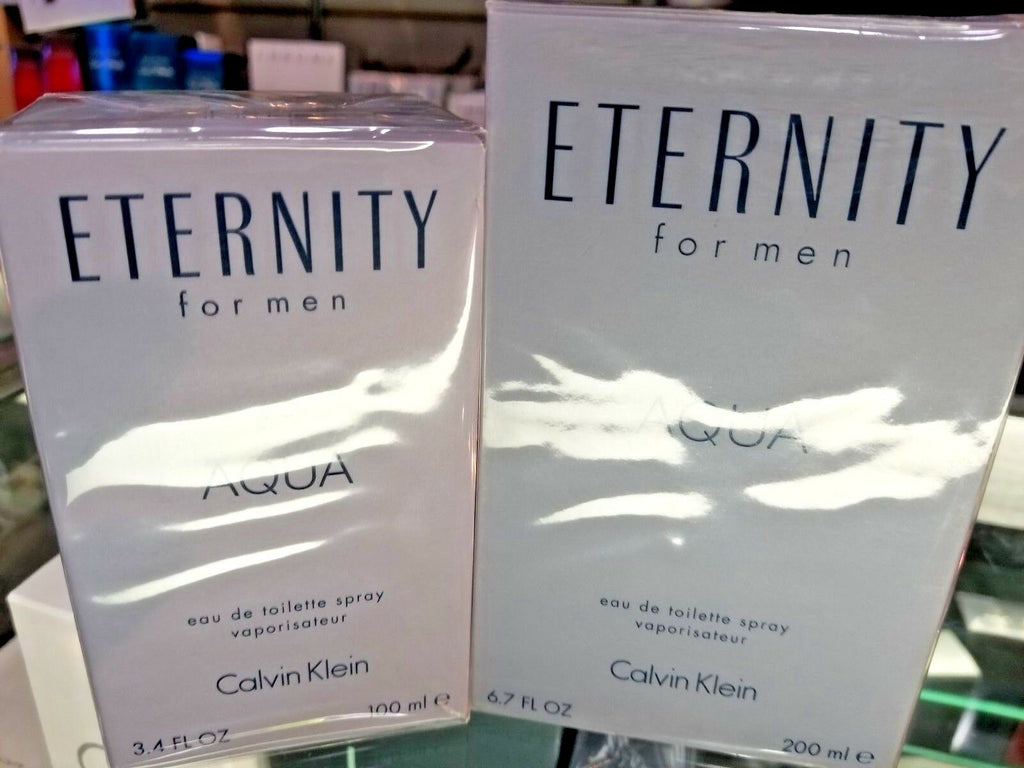 ETERNITY
for men
AQUA
eau de toilette spray
vaporisateur
Calvin Klein
3.4 FL OZ
100 ml e
ETERNITY
for men
AQUA
eau de toilette spray
vaporisateur
Calvin Klein
6.7 FL OZ
200 ml e